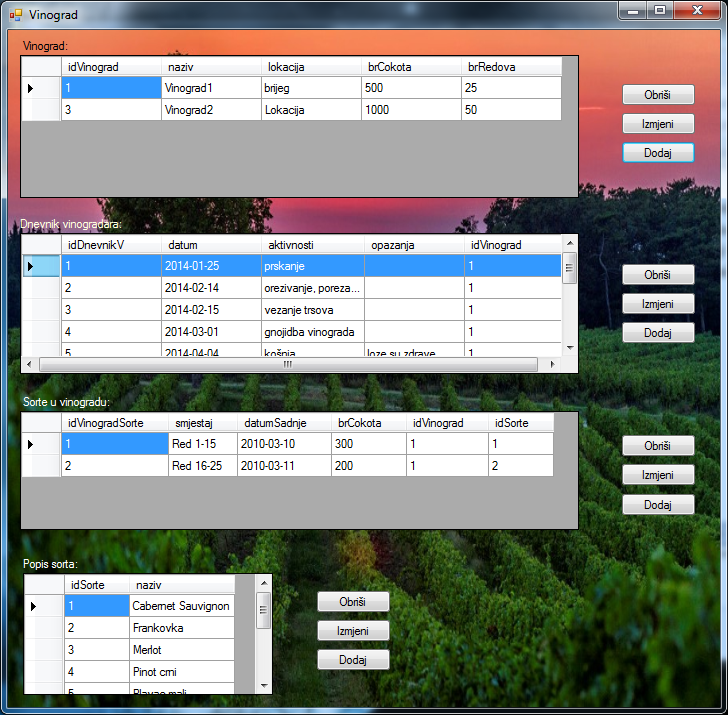 Vinograd
Vinograd:
idVinograd naziv lokacija brCokota brRedova
1 Vinograd1 brijeg 500 25
3 Vinograd2 Lokacija 1000 50
Obriši
Izmjeni
Dodaj
Dnevnik vinogradara:
idDnevnikV datum aktivnosti opazanja idVinograd
1 2014-01-25 prskanje 1
2 2014-02-14 orezivanje, poreza... 1
3 2014-02-15 vezanje trsova 1
4 2014-03-01 gnojidba vinograda 1
5 2014-04-04 košnja loze su zdrave 1
Obriši
Izmjeni
Dodaj
Sorte u vinogradu:
idVinogradSorte smjestaj datumSadnje brCokota idVinograd idSorte
1 Red 1-15 2010-03-10 300 1 1
2 Red 16-25 2010-03-11 200 1 2
Obriši
Izmjeni
Dodaj
Popis sorta:
idSorte naziv
1 Cabernet Sauvignon
2 Frankovka
3 Merlot
4 Pinot crni
5 Plavac mali
Obriši
Izmjeni
Dodaj